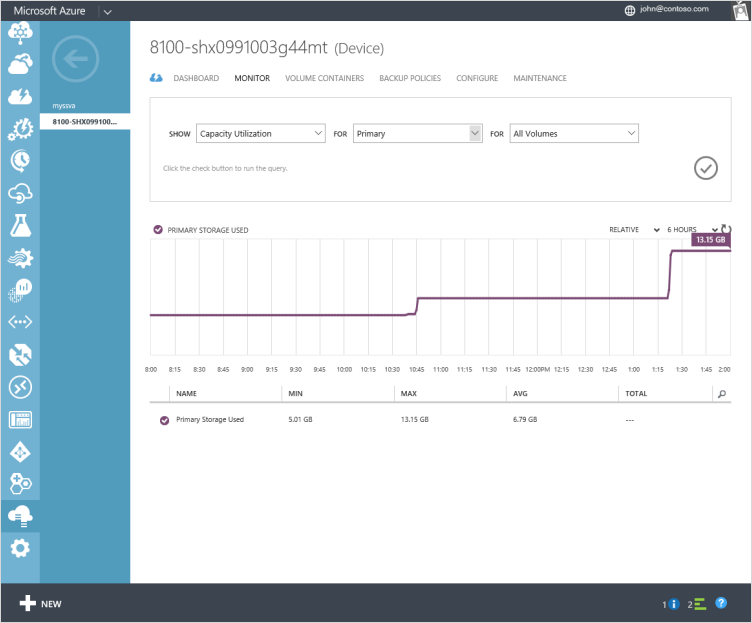 Microsoft Azure
john@contoso.com
8100-shx0991003g44mt (Device)
DASHBOARD MONITOR VOLUME CONTAINERS BACKUP POLICIES CONFIGURE MAINTENANCE
myssva
8100-SHX099100...
SHOW Capacity Utilization FOR Primary FOR All Volumes
Click the check button to run the query.
PRIMARY STORAGE USED RELATIVE 6 HOURS
13.15 GB
8:00 8:15 8:30 8:45 9:00 9:15 9:30 9:45 10:00 10:15 10:30 10:45 11:00 11:15 11:30 11:45 12:00PM 12:15 12:30 12:45 1:00 1:15 1:30 1:45 2:00
NAME MIN MAX AVG TOTAL
Primary Storage Used 5.01 GB 13.15 GB 6.79 GB ---
NEW 1 i 2 ?